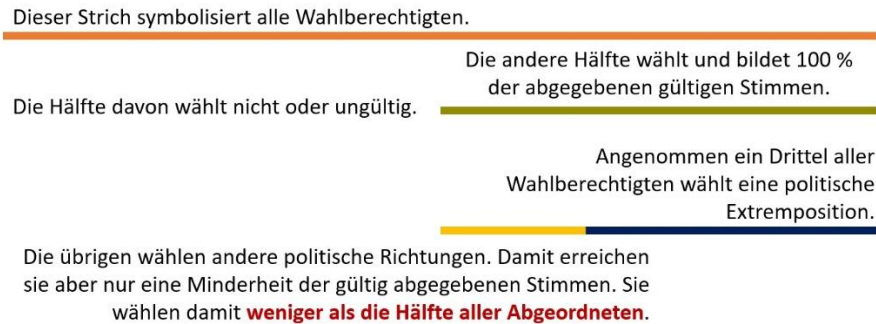 Dieser Strich symbolisiert alle Wahlberechtigten.
Die andere Hälfte wählt und bildet 100 %
der abgegebenen gültigen Stimmen.
Die Hälfte davon wählt nicht oder ungültig.
Angenommen ein Drittel aller
Wahlberechtigten wählt eine politische
Extremposition.
Die übrigen wählen andere politische Richtungen. Damit erreichen
sie aber nur eine Minderheit der gültig abgegebenen Stimmen. Sie
wählen damit weniger als die Hälfte aller Abgeordneten.